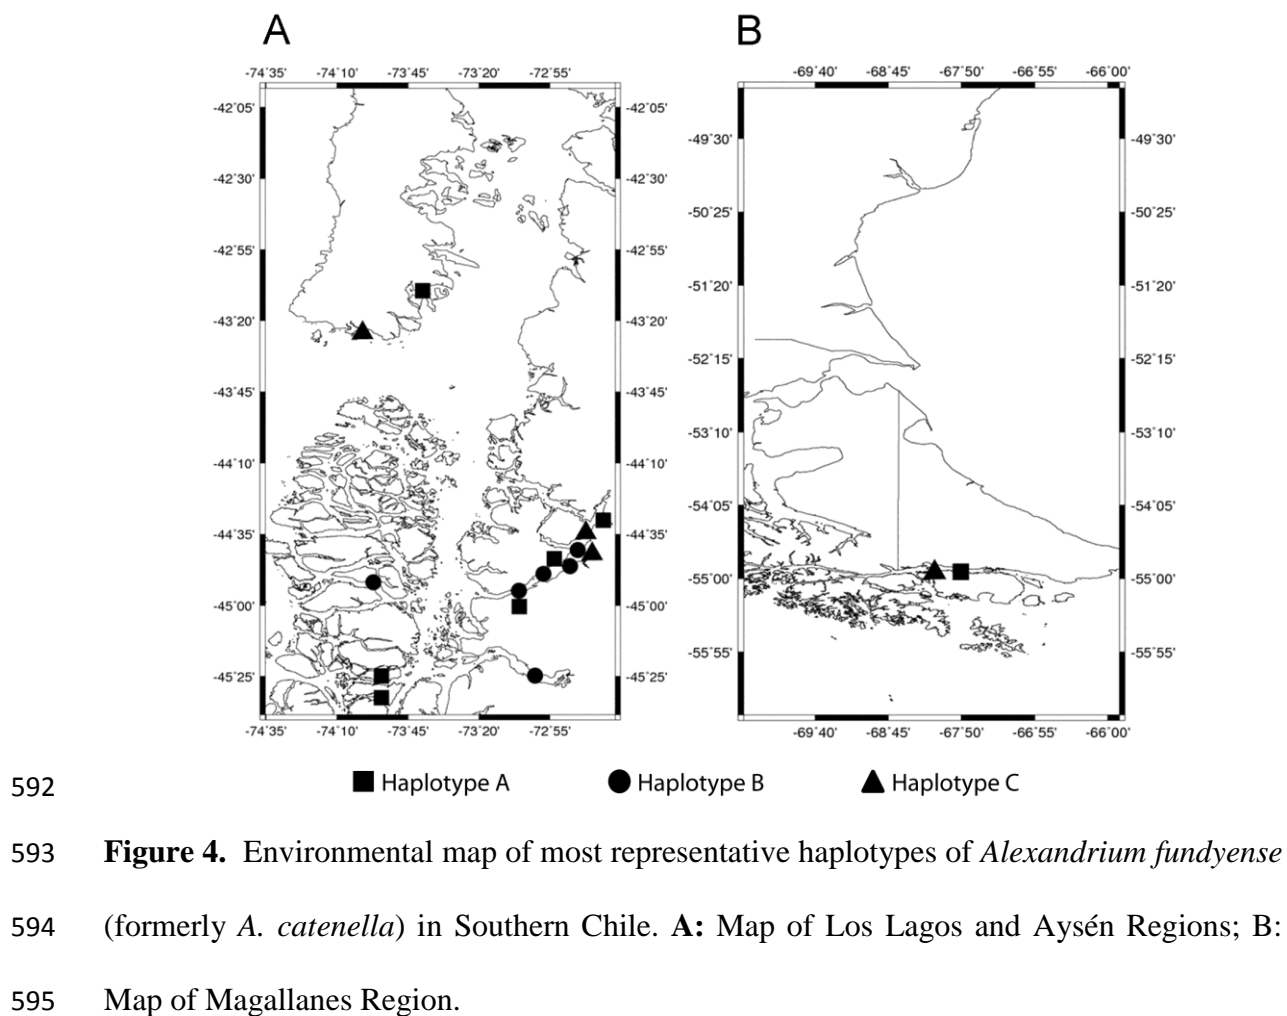 A
B
-74˚35' -74˚10' -73˚45' -73˚20' -72˚55'
-69˚40' -68˚45' -67˚50' -66˚55' -66˚00'
-42˚05' -42˚05'
-49˚30' -49˚30'
-42˚30' -42˚30'
-50˚25' -50˚25'
-42˚55' -42˚55'
-51˚20' -51˚20'
-43˚20' -43˚20'
-52˚15' -52˚15'
-43˚45' -43˚45'
-53˚10' -53˚10'
-44˚10' -44˚10'
-54˚05' -54˚05'
-44˚35' -44˚35'
-55˚00' -55˚00'
-45˚00' -45˚00'
-55˚55' -55˚55'
-45˚25' -45˚25'
-74˚35' -74˚10' -73˚45' -73˚20' -72˚55'
-69˚40' -68˚45' -67˚50' -66˚55' -66˚00'
Haplotype A Haplotype B Haplotype C
592
593 Figure 4. Environmental map of most representative haplotypes of Alexandrium fundyense
594 (formerly A. catenella) in Southern Chile. A: Map of Los Lagos and Aysén Regions; B:
595 Map of Magallanes Region.